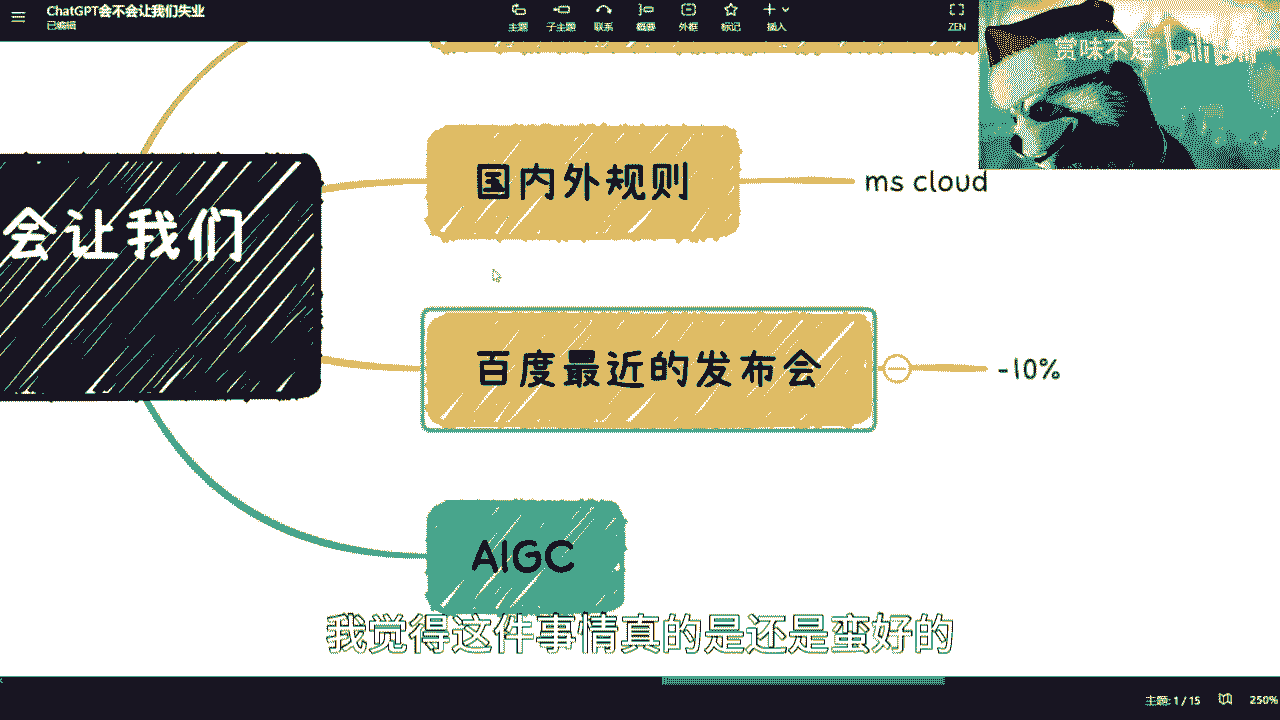 ChatGPT会不会让我们失业
已编辑
主题
子主题
联系
概要
外框
标记
插入
ZEN
赏味不足 bilibili
国内外规则
ms cloud
会让我们
百度最近的发布会
-10%
AIGC
我觉得这件事情真的是还是蛮好的
主题: 1 / 15
250%